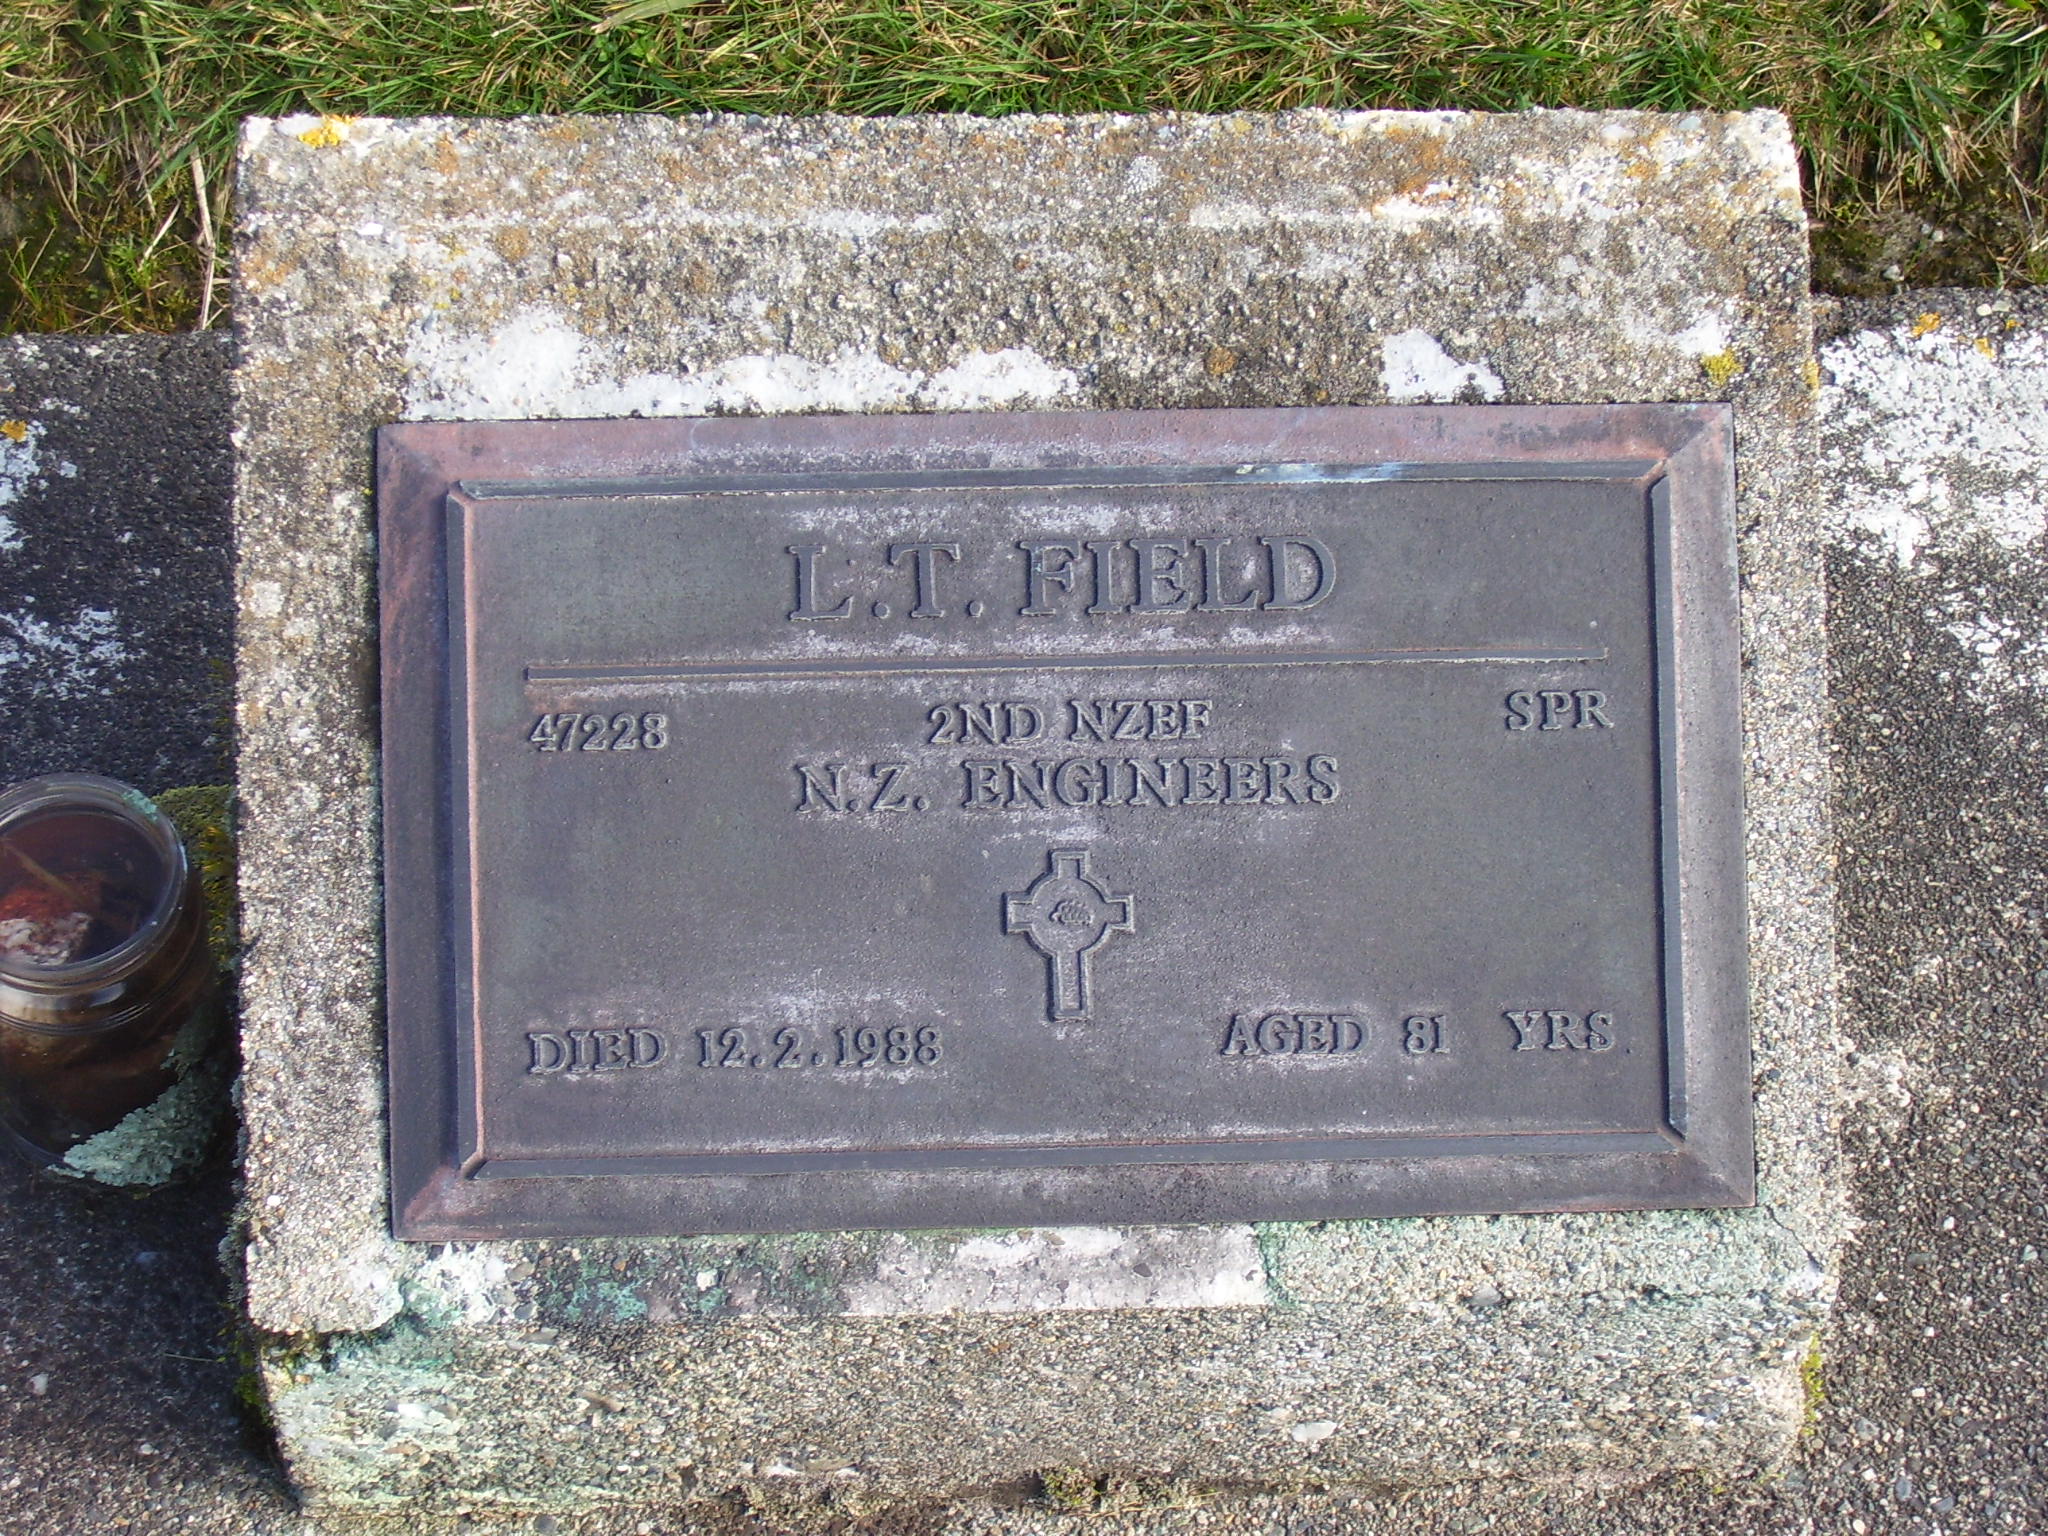 L.T. FIELD
47228 2ND NZEF SPR
N.Z. ENGINEERS
DIED 12.2.1988 AGED 81 YRS